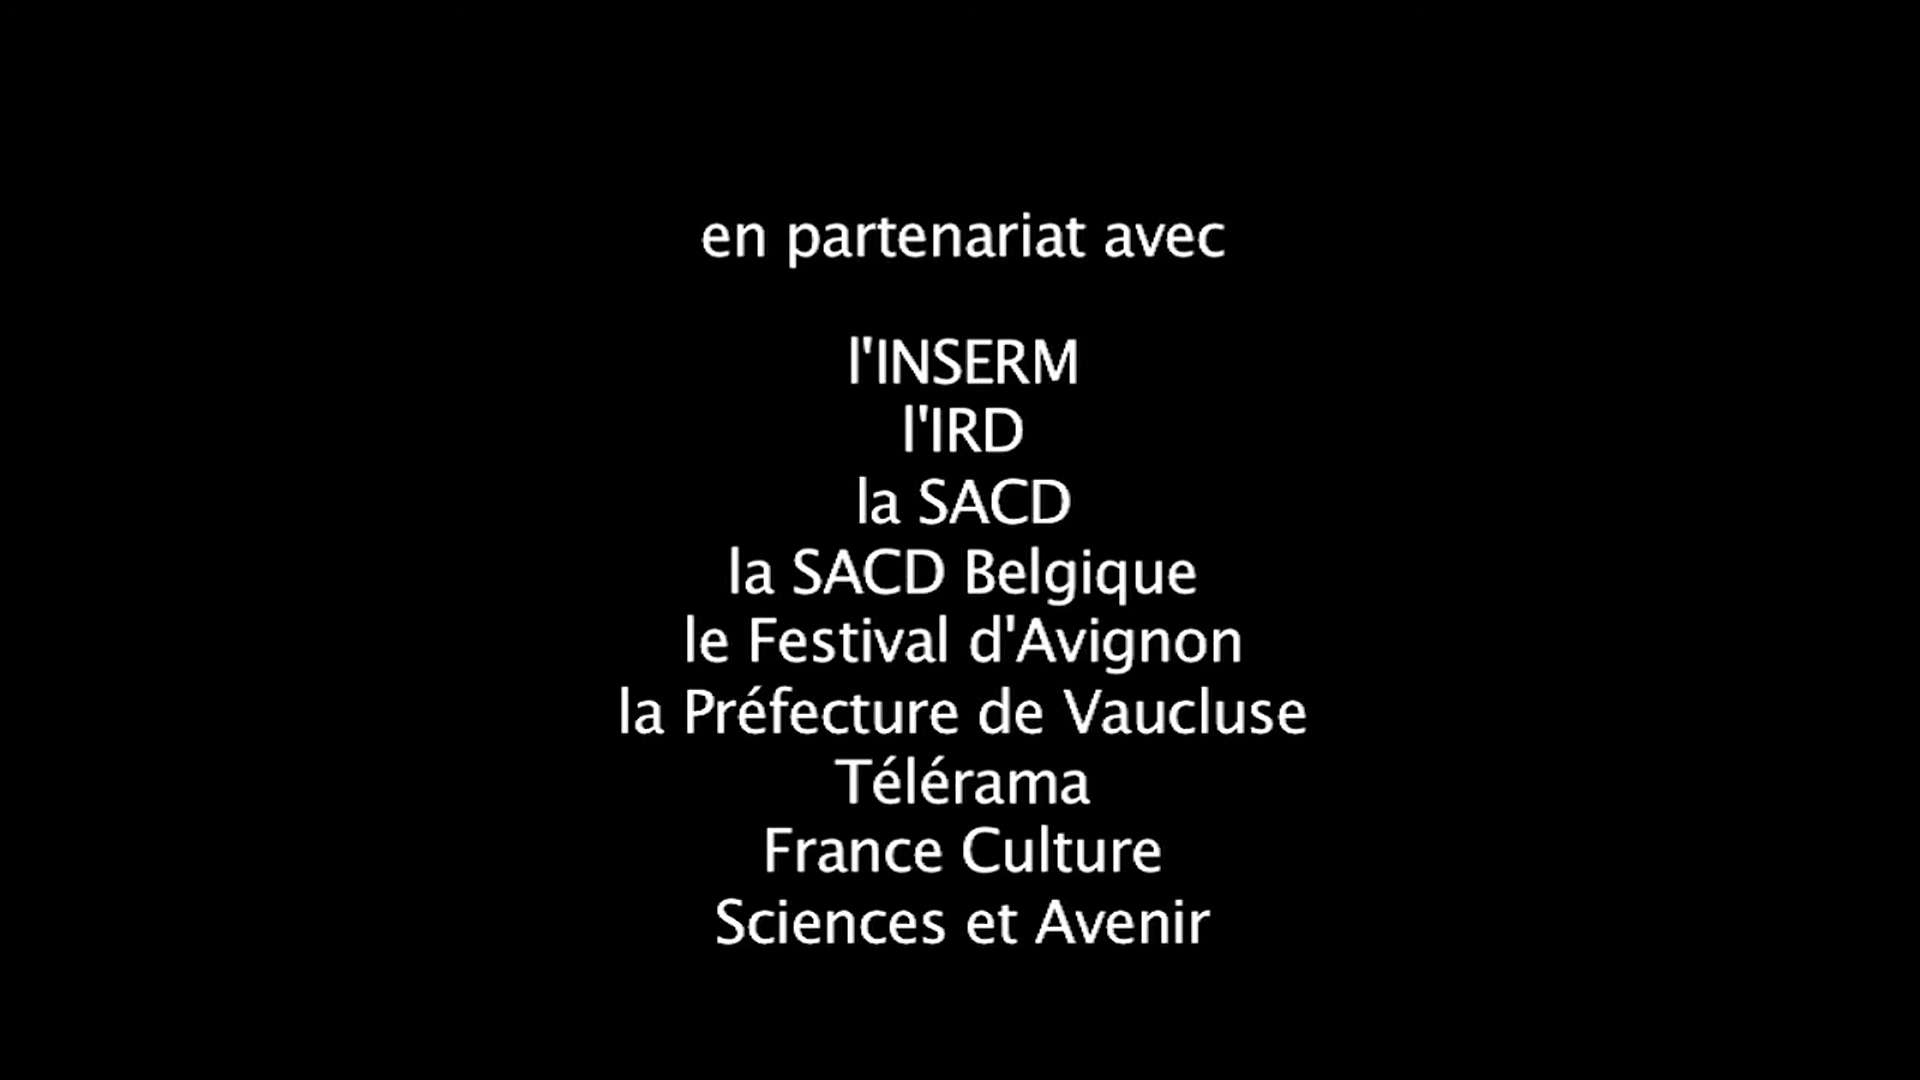 en partenariat avec
l'INSERM
l'IRD
la SACD
la SACD Belgique
le Festival d'Avignon
la Préfecture de Vaucluse
Télérama
France Culture
Sciences et Avenir